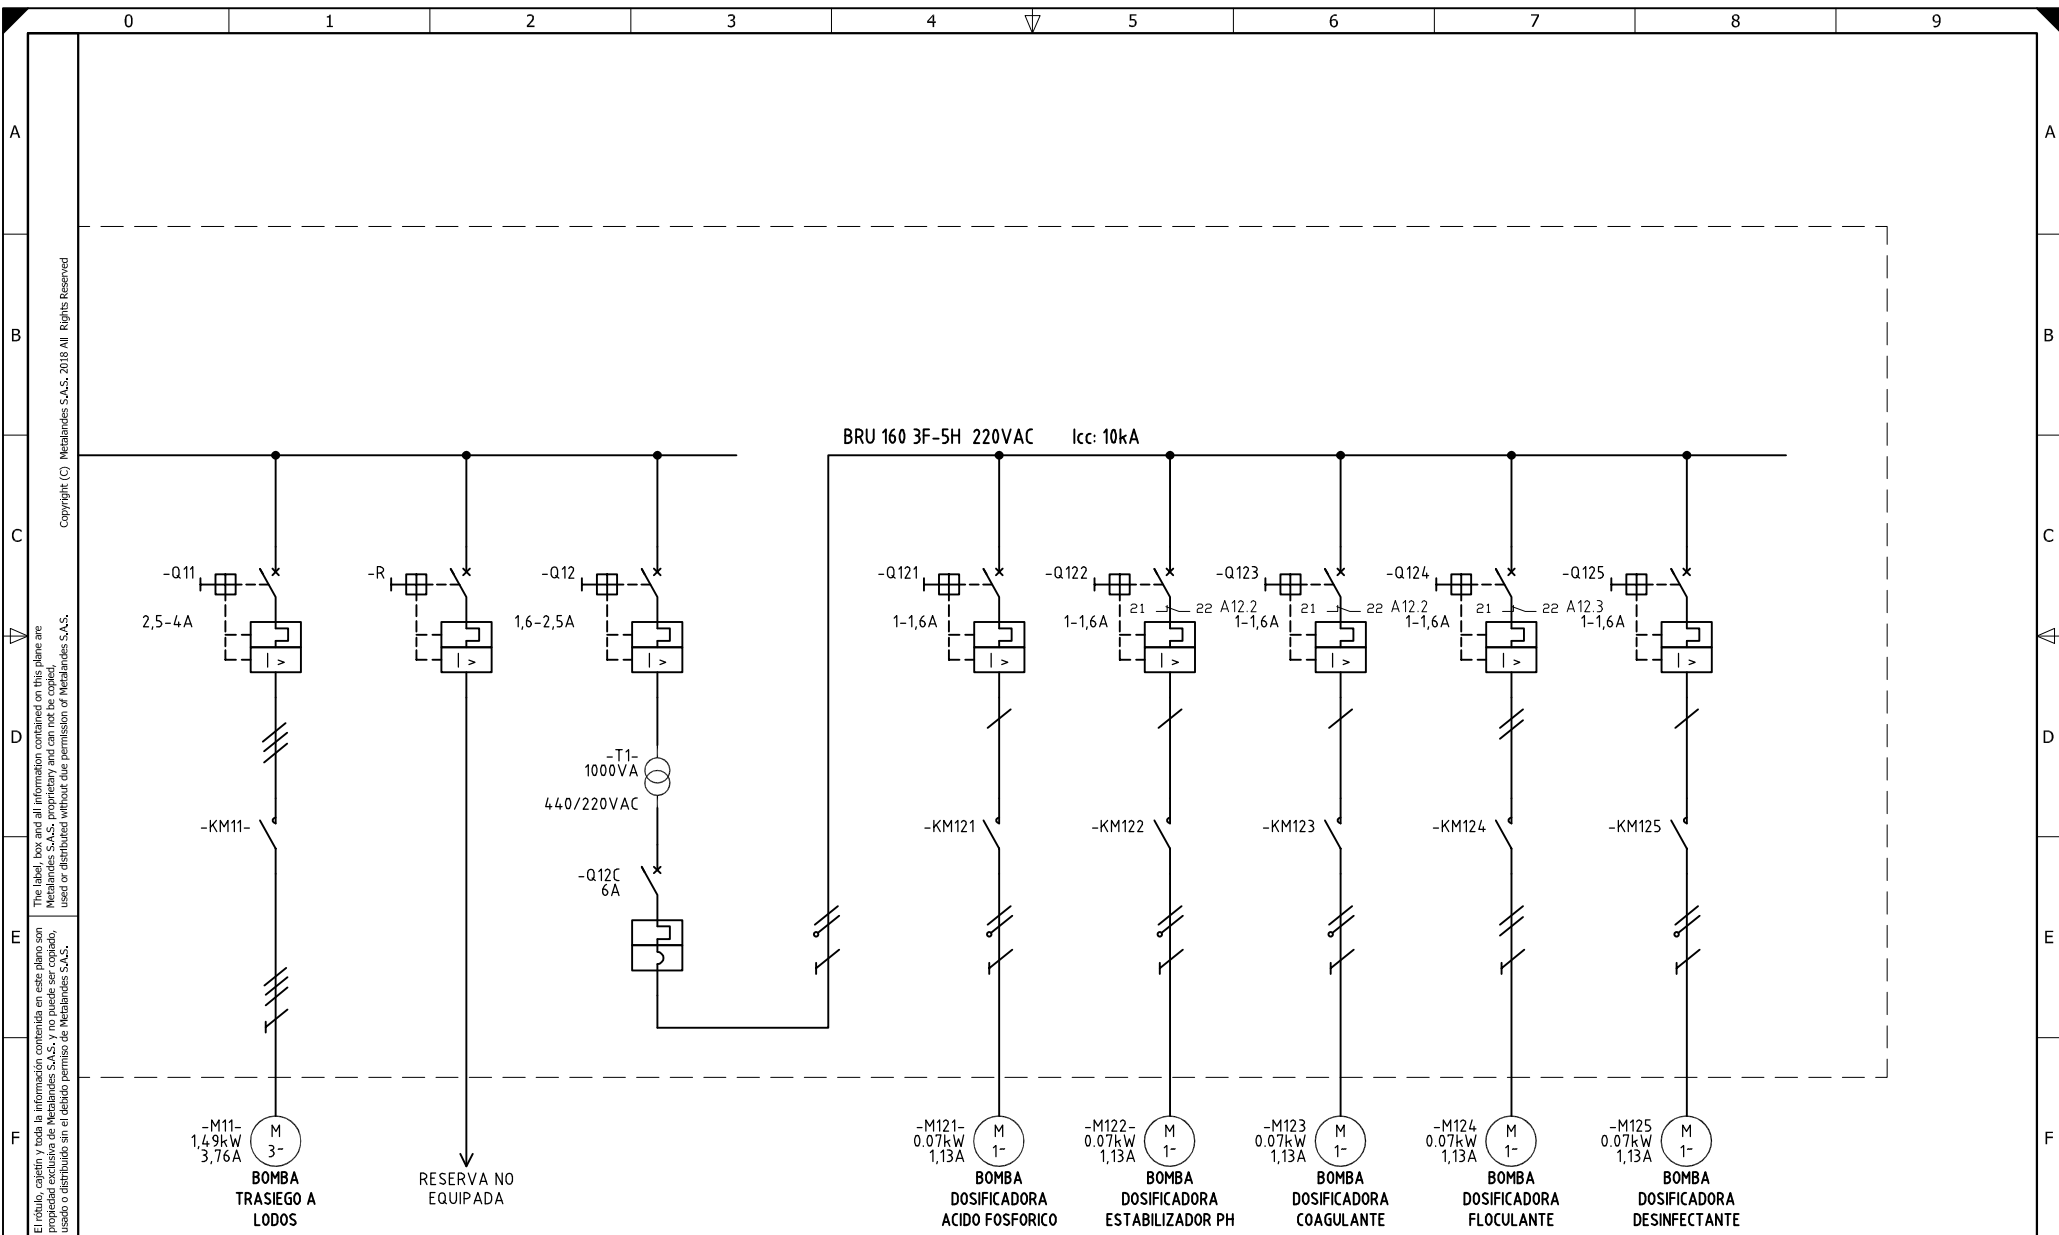 0 1 2 3 4 5 6 7 8 9
A A
B B
C C
D D
E E
F F
Copyright (C) Metalandes S.A.S. 2018 All Rights Reserved
The label, box and all information contained on this plane are
Metalandes S.A.S. proprietary and can not be copied,
used or distributed without due permission of Metalandes S.A.S.
El rótulo, cajetín y toda la información contenida en este plano son
propiedad exclusiva de Metalandes S.A.S. y no puede ser copiado,
usado o distribuido sin el debido permiso de Metalandes S.A.S.
BRU 160 3F-5H 220VAC Icc: 10kA
-Q11
2,5-4A
I >
-KM11-
-M11-
1,49kW
3,76A
M
3~
BOMBA
TRASIEGO A
LODOS
-R
I >
RESERVA NO
EQUIPADA
-Q12
1,6-2,5A
I >
-T1-
1000VA
440/220VAC
-Q12C
6A
-Q121
1-1,6A
I >
-KM121
-M121-
0.07kW
1,13A
M
1~
BOMBA
DOSIFICADORA
ACIDO FOSFORICO
-Q122
21 22 A12.2
1-1,6A
I >
-KM122
-M122-
0.07kW
1,13A
M
1~
BOMBA
DOSIFICADORA
ESTABILIZADOR PH
-Q123
21 22 A12.2
1-1,6A
I >
-KM123
-M123
0.07kW
1,13A
M
1~
BOMBA
DOSIFICADORA
COAGULANTE
-Q124
21 22 A12.3
1-1,6A
I >
-KM124
-M124
0.07kW
1,13A
M
1~
BOMBA
DOSIFICADORA
FLOCULANTE
-Q125
1-1,6A
I >
-KM125
-M125
0.07kW
1,13A
M
1~
BOMBA
DOSIFICADORA
DESINFECTANTE